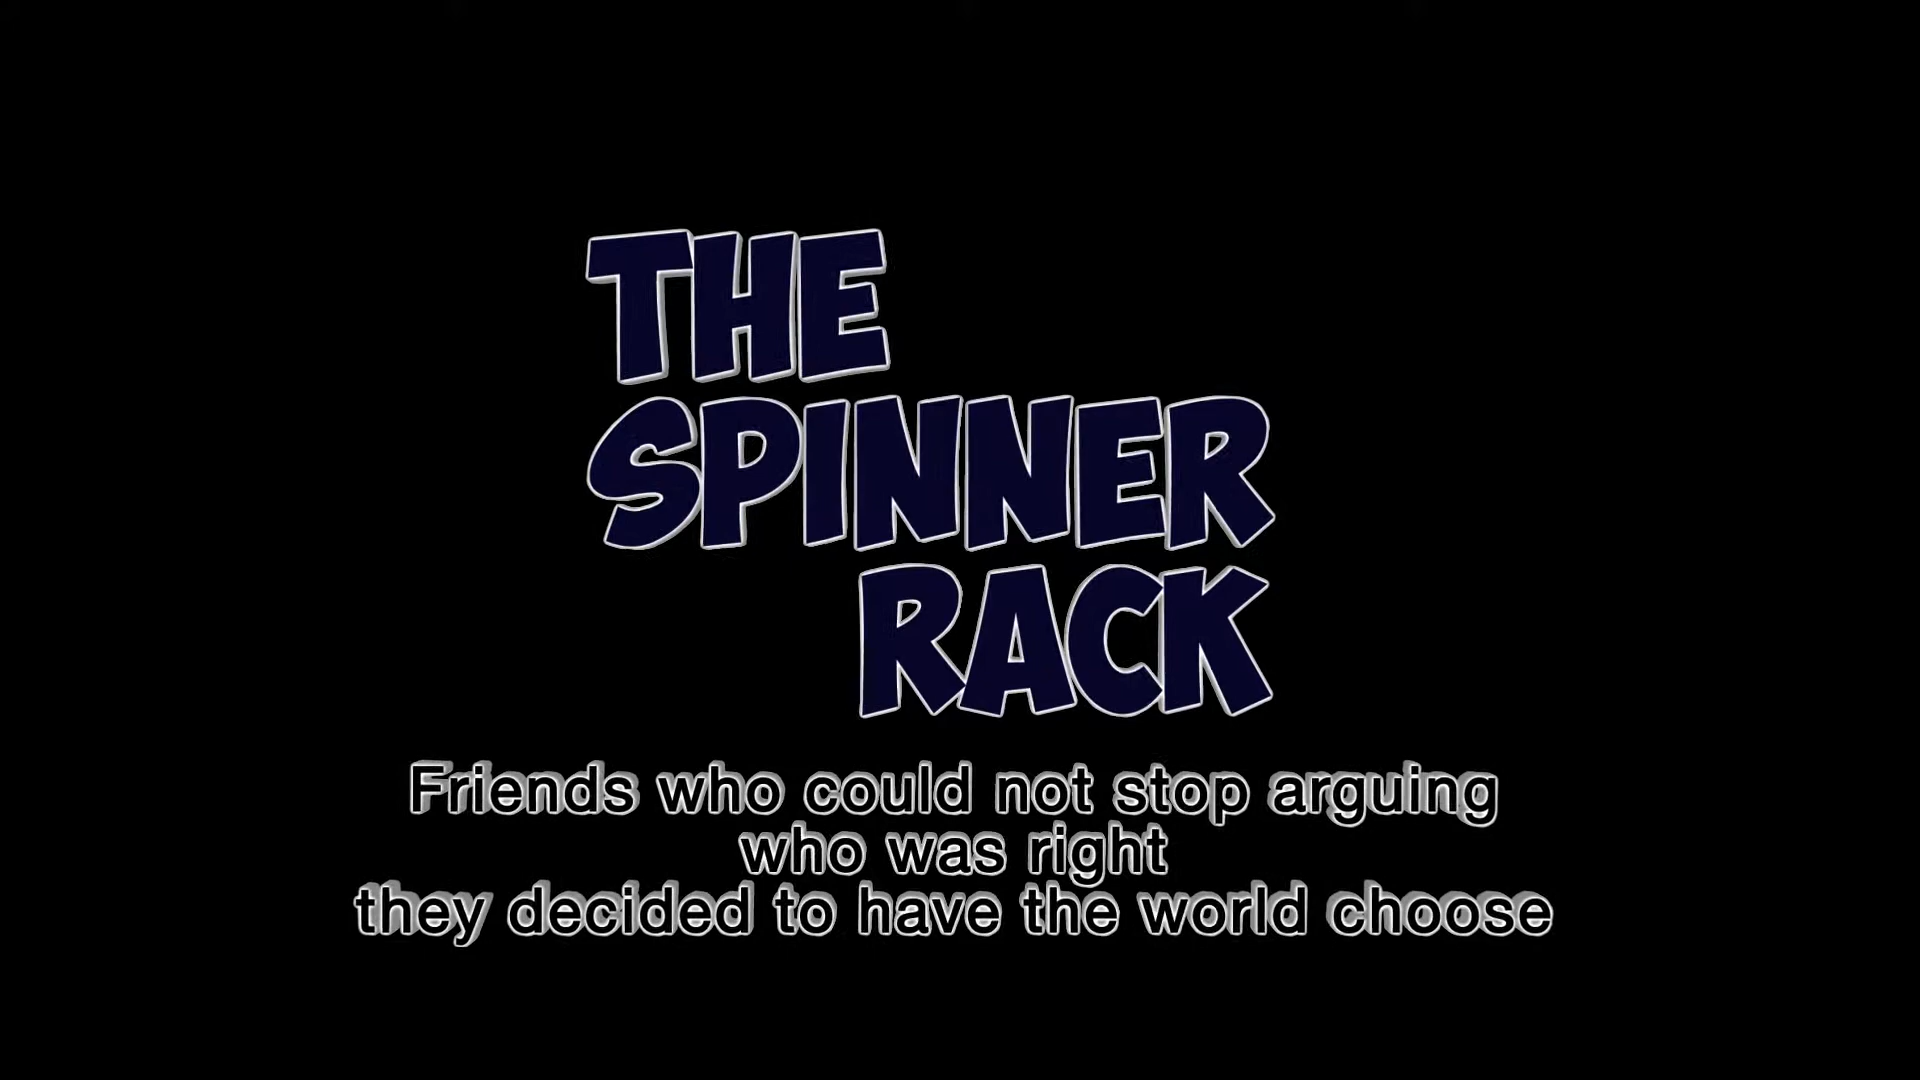 THE
SPINNER
RACK
Friends who could not stop arguing
who was right
they decided to have the world choose